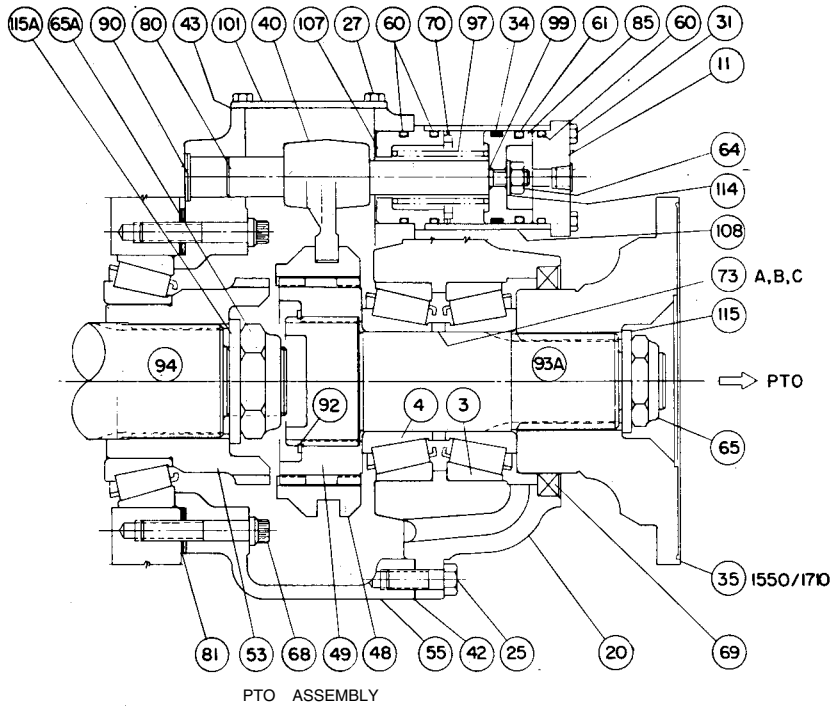 115A 65A 90 80 43 101 40 107 27 60 70 97 34 99 61 85 60 31
11
64
114
108
73 A,B,C
115
94 93A PTO
92 4 3
65
35 1550/1710
81 53 68 49 48 55 42 25 20 69
PTO ASSEMBLY